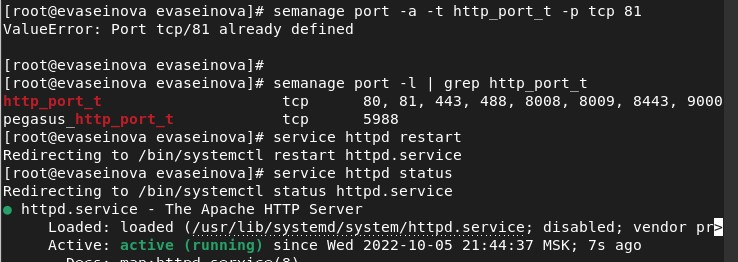 [root@evaseinova evaseinova]# semanage port -a -t http_port_t -p tcp 81
ValueError: Port tcp/81 already defined
[root@evaseinova evaseinova]#
[root@evaseinova evaseinova]# semanage port -l | grep http_port_t
http_port_t                    tcp      80, 81, 443, 488, 8008, 8009, 8443, 9000
pegasus_http_port_t            tcp      5988
[root@evaseinova evaseinova]# service httpd restart
Redirecting to /bin/systemctl restart httpd.service
[root@evaseinova evaseinova]# service httpd status
Redirecting to /bin/systemctl status httpd.service
● httpd.service - The Apache HTTP Server
     Loaded: loaded (/usr/lib/systemd/system/httpd.service; disabled; vendor pr>
     Active: active (running) since Wed 2022-10-05 21:44:37 MSK; 7s ago
       Docs: man:httpd.service(8)